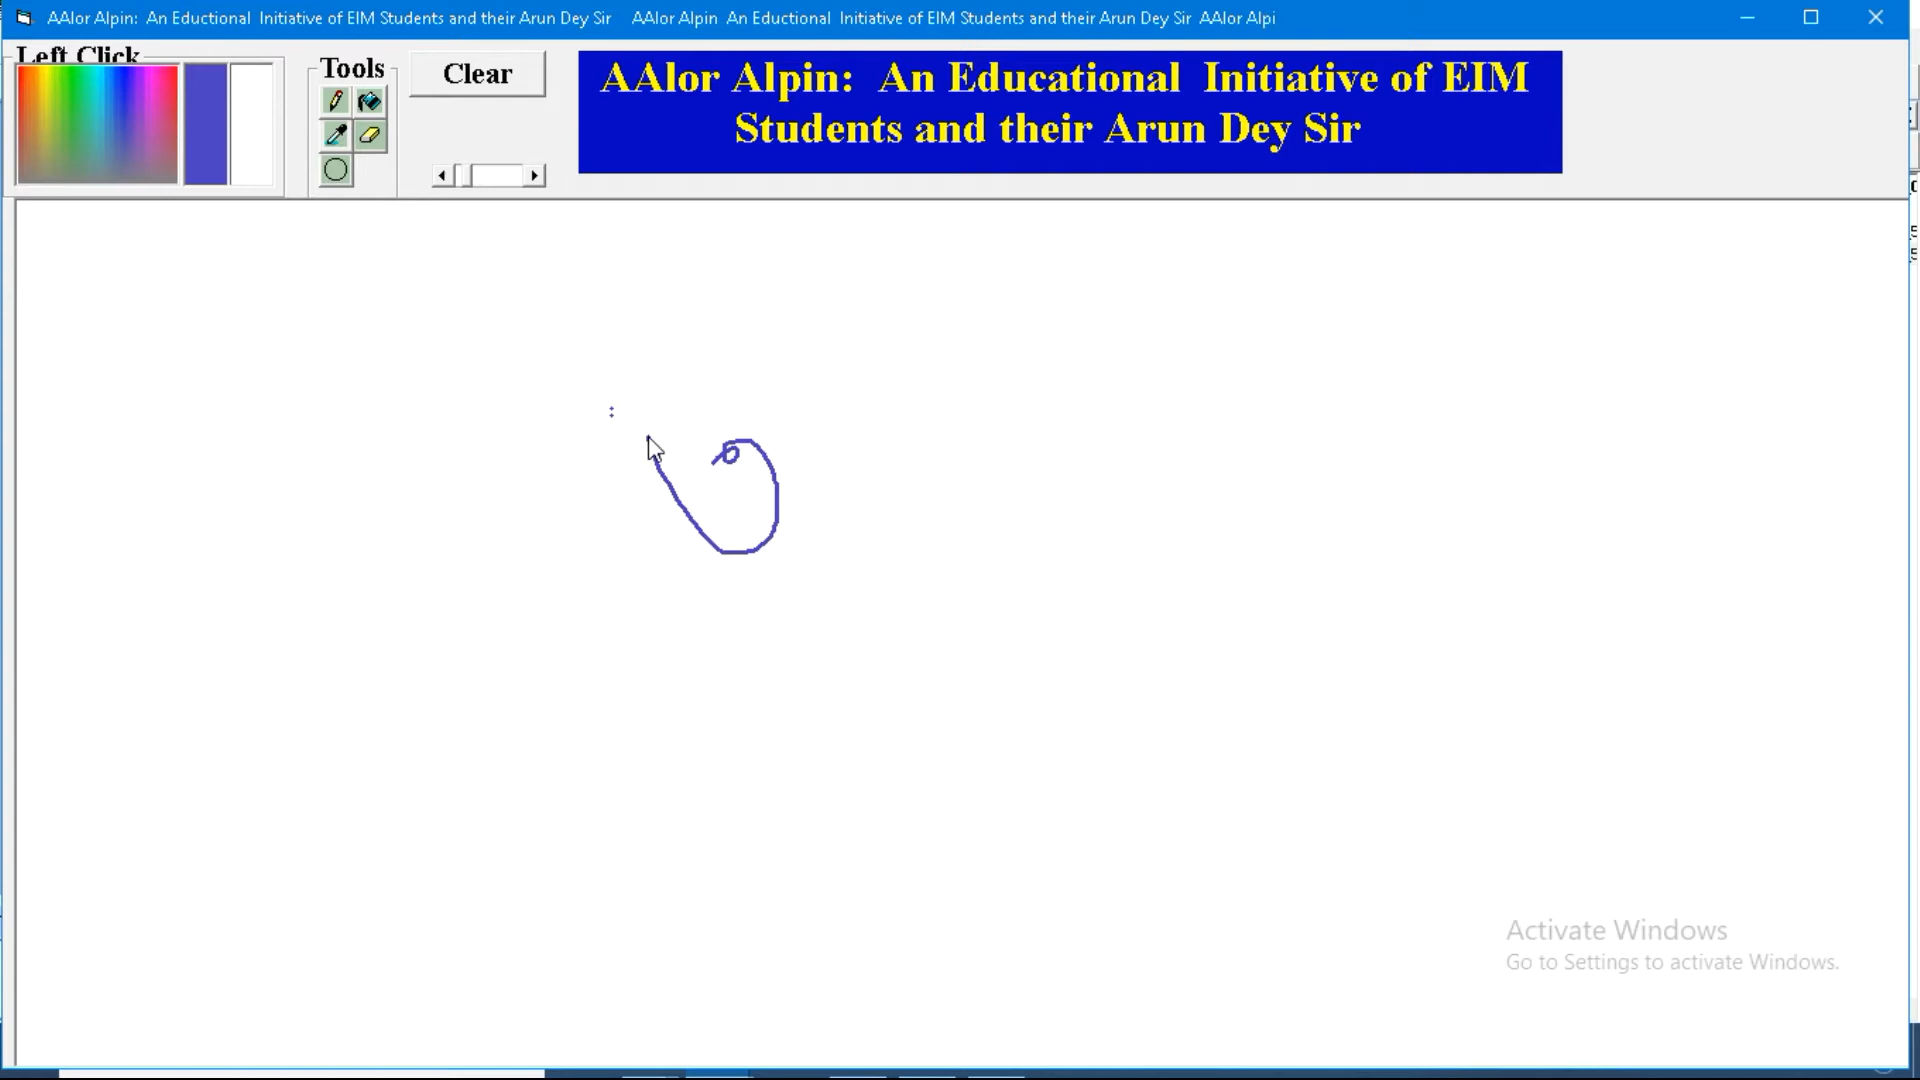 AAlor Alpin:  An Eductional  Initiative of EIM Students and their Arun Dey Sir     AAlor Alpin  An Eductional  Initiative of EIM Students and their Arun Dey Sir  AAlor Alpi
Left Click
Tools
Clear
AAlor Alpin:  An Educational  Initiative of EIM
Students and their Arun Dey Sir
Activate Windows
Go to Settings to activate Windows.